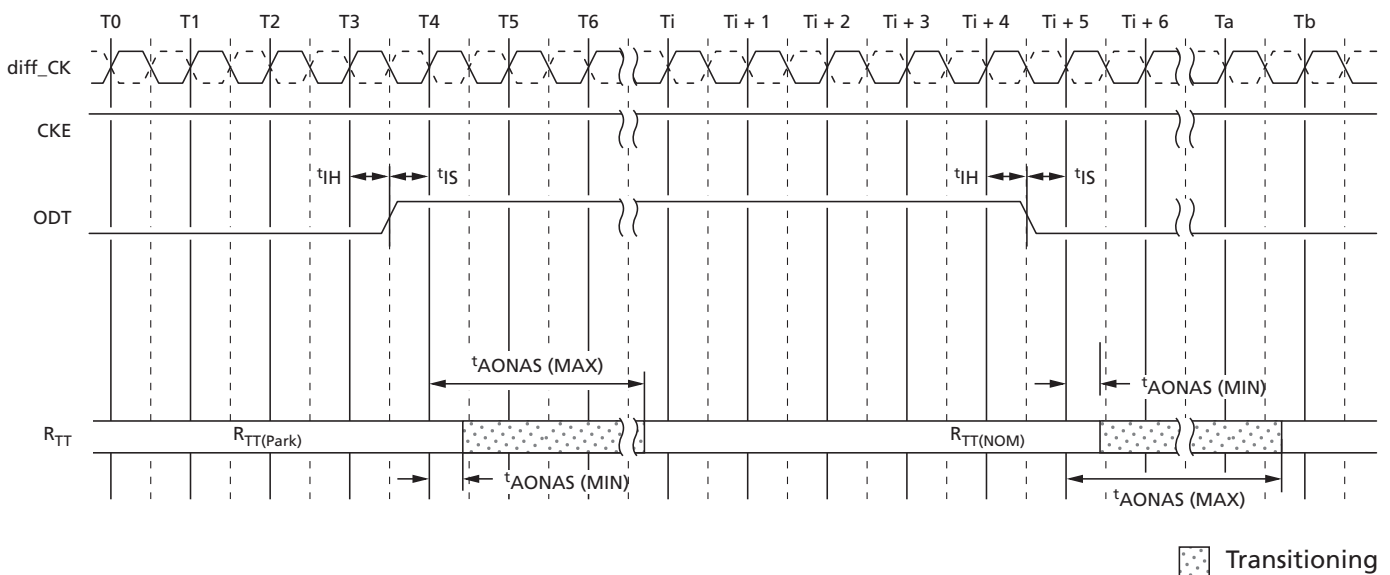 T0 T1 T2 T3 T4 T5 T6 Ti Ti + 1 Ti + 2 Ti + 3 Ti + 4 Ti + 5 Ti + 6 Ta Tb
diff_CK
CKE
tIH tIS tIH tIS
ODT
tAONAS (MAX)
tAONAS (MIN)
RTT RTT(Park) RTT(NOM)
tAONAS (MIN)
tAONAS (MAX)
Transitioning